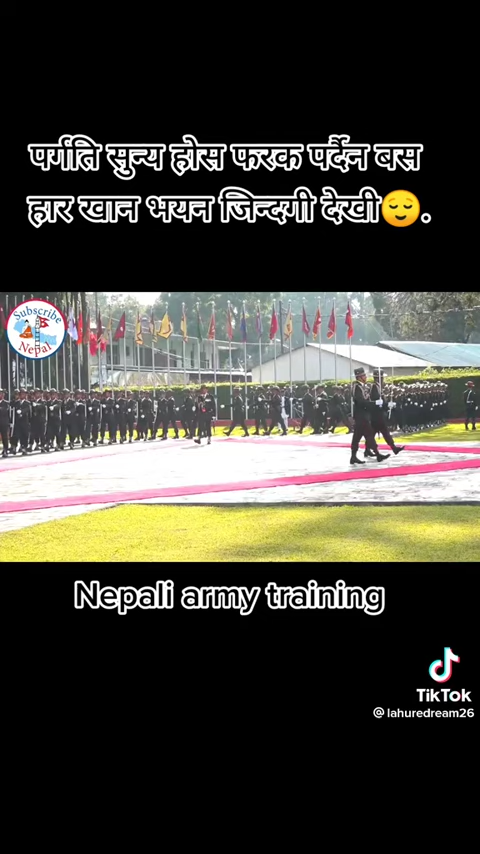 पर्गति सुन्य होस फरक पर्दैन बस
हार खान भयन जिन्दगी देखी😌.
Subscribe
Nepal
Nepali army training
TikTok
@lahuredream26